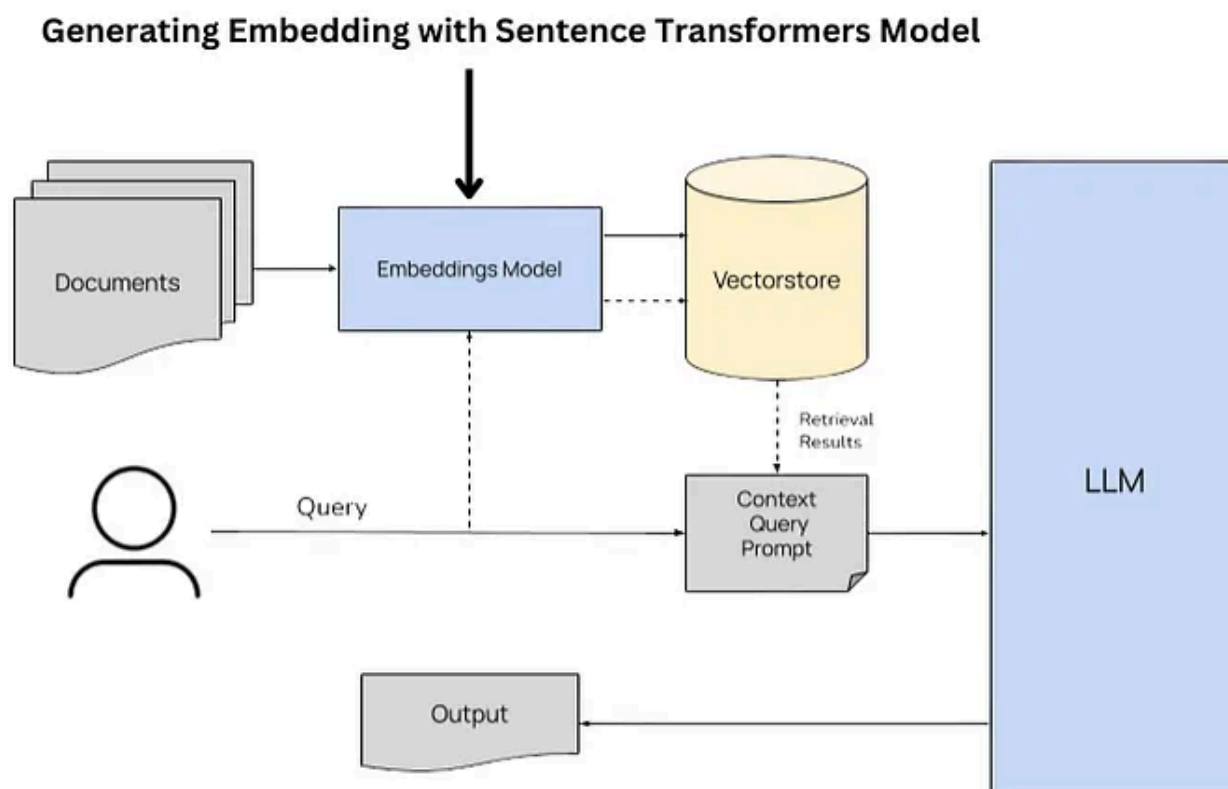 Generating Embedding with Sentence Transformers Model
Documents
Embeddings Model
Vectorstore
Retrieval
Results
Query
Context
Query
Prompt
LLM
Output